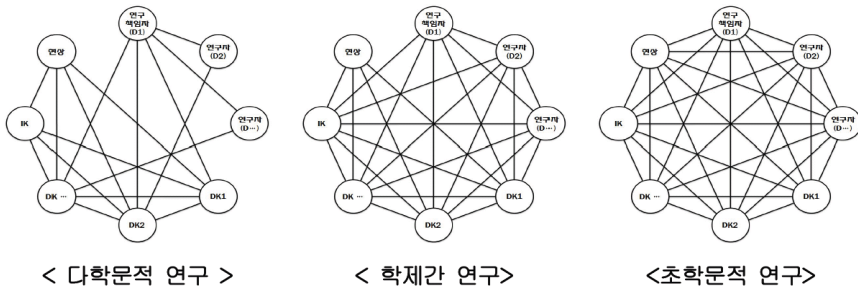 연구
책임자
(D1)
현상
연구자
(D2)
IK
연구자
(D…)
DK …
DK1
DK2
연구
책임자
(D1)
현상
연구자
(D2)
IK
연구자
(D…)
DK …
DK1
DK2
연구
책임자
(D1)
현상
연구자
(D2)
IK
연구자
(D…)
DK …
DK1
DK2
< 다학문적 연구 >
< 학제간 연구>
<초학문적 연구>